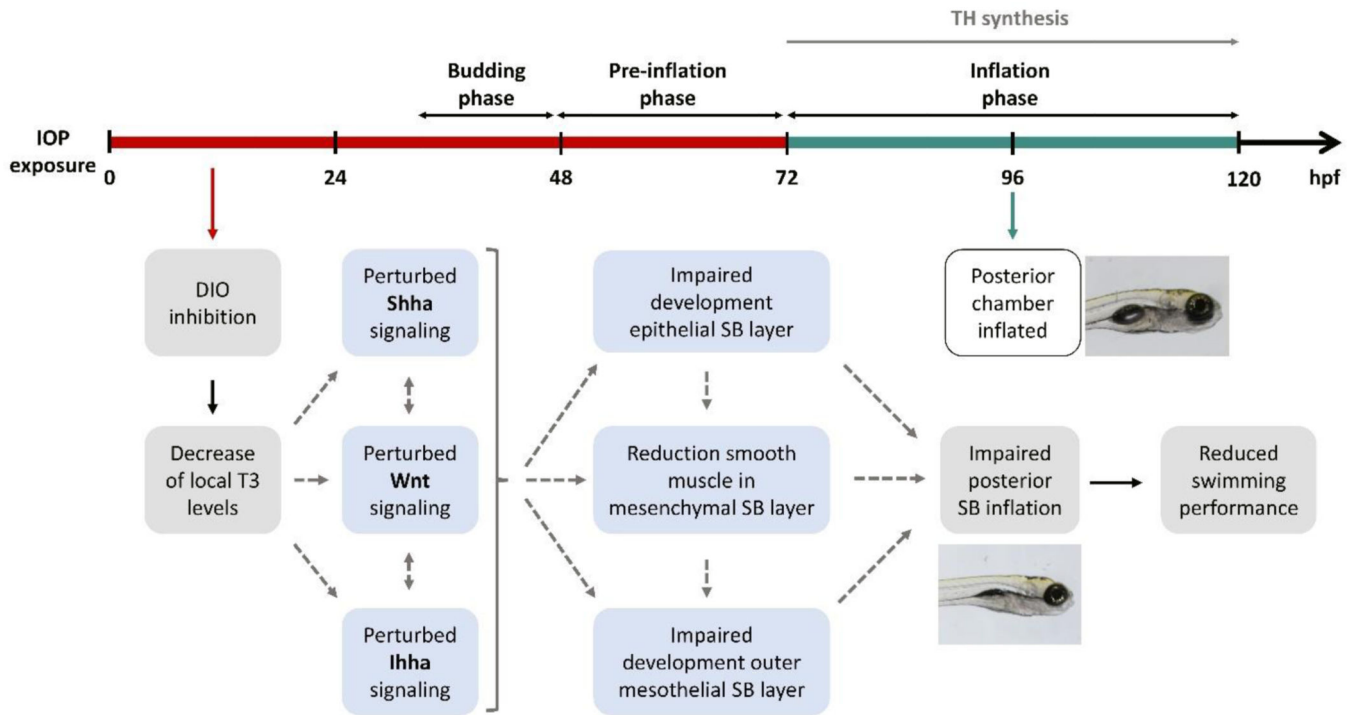 TH synthesis
Budding
phase
Pre-inflation
phase
Inflation
phase
IOP
exposure
0
24
48
72
96
120
hpf
DIO
inhibition
Perturbed
Shha
signaling
Impaired
development
epithelial SB layer
Posterior
chamber
inflated
Decrease
of local T3
levels
Perturbed
Wnt
signaling
Reduction smooth
muscle in
mesenchymal SB layer
Impaired
posterior
SB inflation
Reduced
swimming
performance
Perturbed
Ihha
signaling
Impaired
development outer
mesothelial SB layer